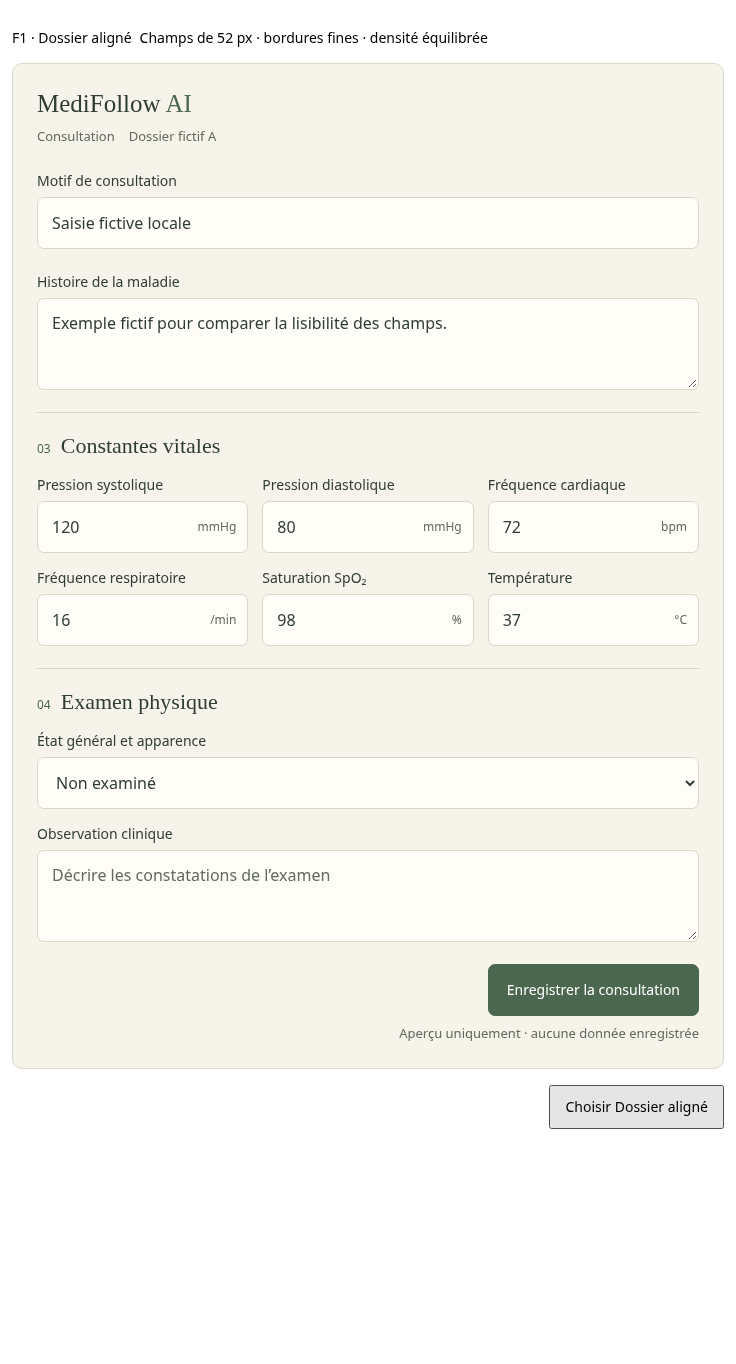 F1 · Dossier aligné Champs de 52 px · bordures fines · densité équilibrée
MediFollow AI
Consultation Dossier fictif A
Motif de consultation
Saisie fictive locale
Histoire de la maladie
Exemple fictif pour comparer la lisibilité des champs.
03 Constantes vitales
Pression systolique Pression diastolique Fréquence cardiaque
120 mmHg 80 mmHg 72 bpm
Fréquence respiratoire Saturation SpO₂ Température
16 /min 98 % 37 °C
04 Examen physique
État général et apparence
Non examiné
Observation clinique
Décrire les constatations de l’examen
Enregistrer la consultation
Aperçu uniquement · aucune donnée enregistrée
Choisir Dossier aligné